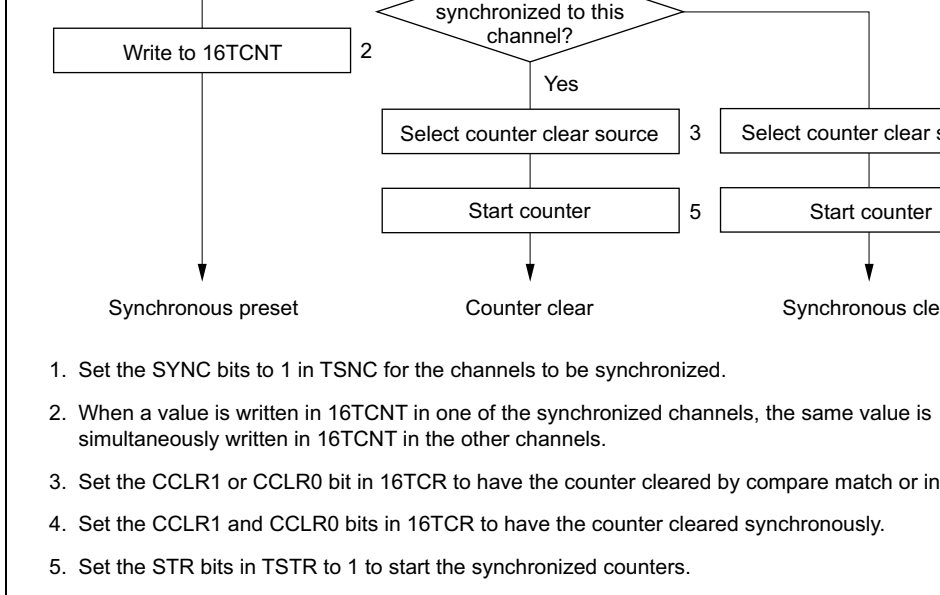 synchronized to this
channel?
Write to 16TCNT 2
Yes
Select counter clear source 3 Select counter clear
Start counter 5 Start counter
Synchronous preset Counter clear Synchronous
1. Set the SYNC bits to 1 in TSNC for the channels to be synchronized.
2. When a value is written in 16TCNT in one of the synchronized channels, the same value is
simultaneously written in 16TCNT in the other channels.
3. Set the CCLR1 or CCLR0 bit in 16TCR to have the counter cleared by compare match or
4. Set the CCLR1 and CCLR0 bits in 16TCR to have the counter cleared synchronously.
5. Set the STR bits in TSTR to 1 to start the synchronized counters.